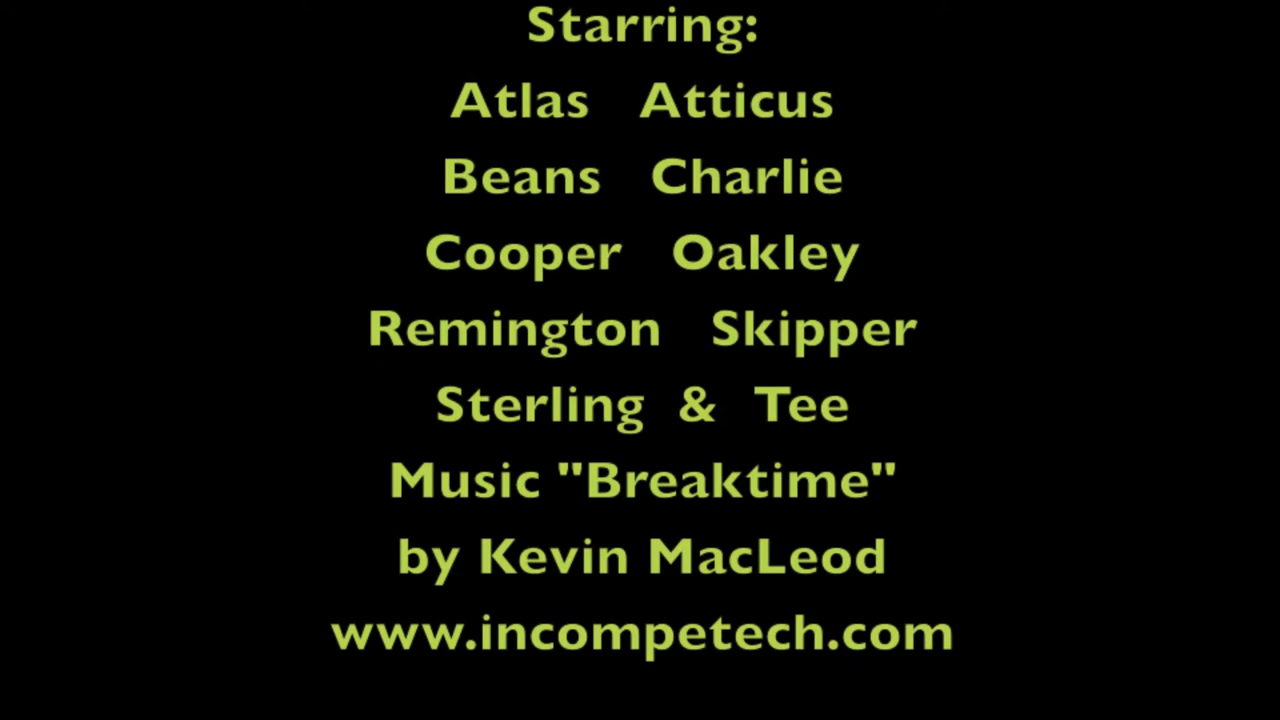 Starring:
Atlas Atticus
Beans Charlie
Cooper Oakley
Remington Skipper
Sterling & Tee
Music "Breaktime"
by Kevin MacLeod
www.incompetech.com